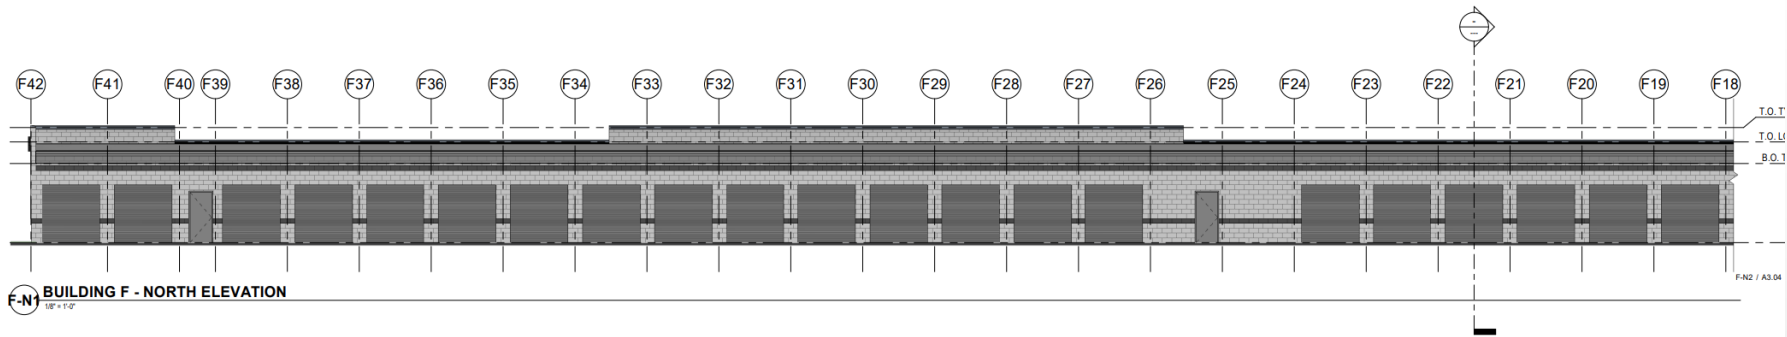 F42 F41 F40 F39 F38 F37 F36 F35 F34 F33 F32 F31 F30 F29 F28 F27 F26 F25 F24 F23 F22 F21 F20 F19 F18
T.O. T
T.O. L
B.O. T
F-N2 / A3.04
F-N1 BUILDING F - NORTH ELEVATION
1/8" = 1'-0"